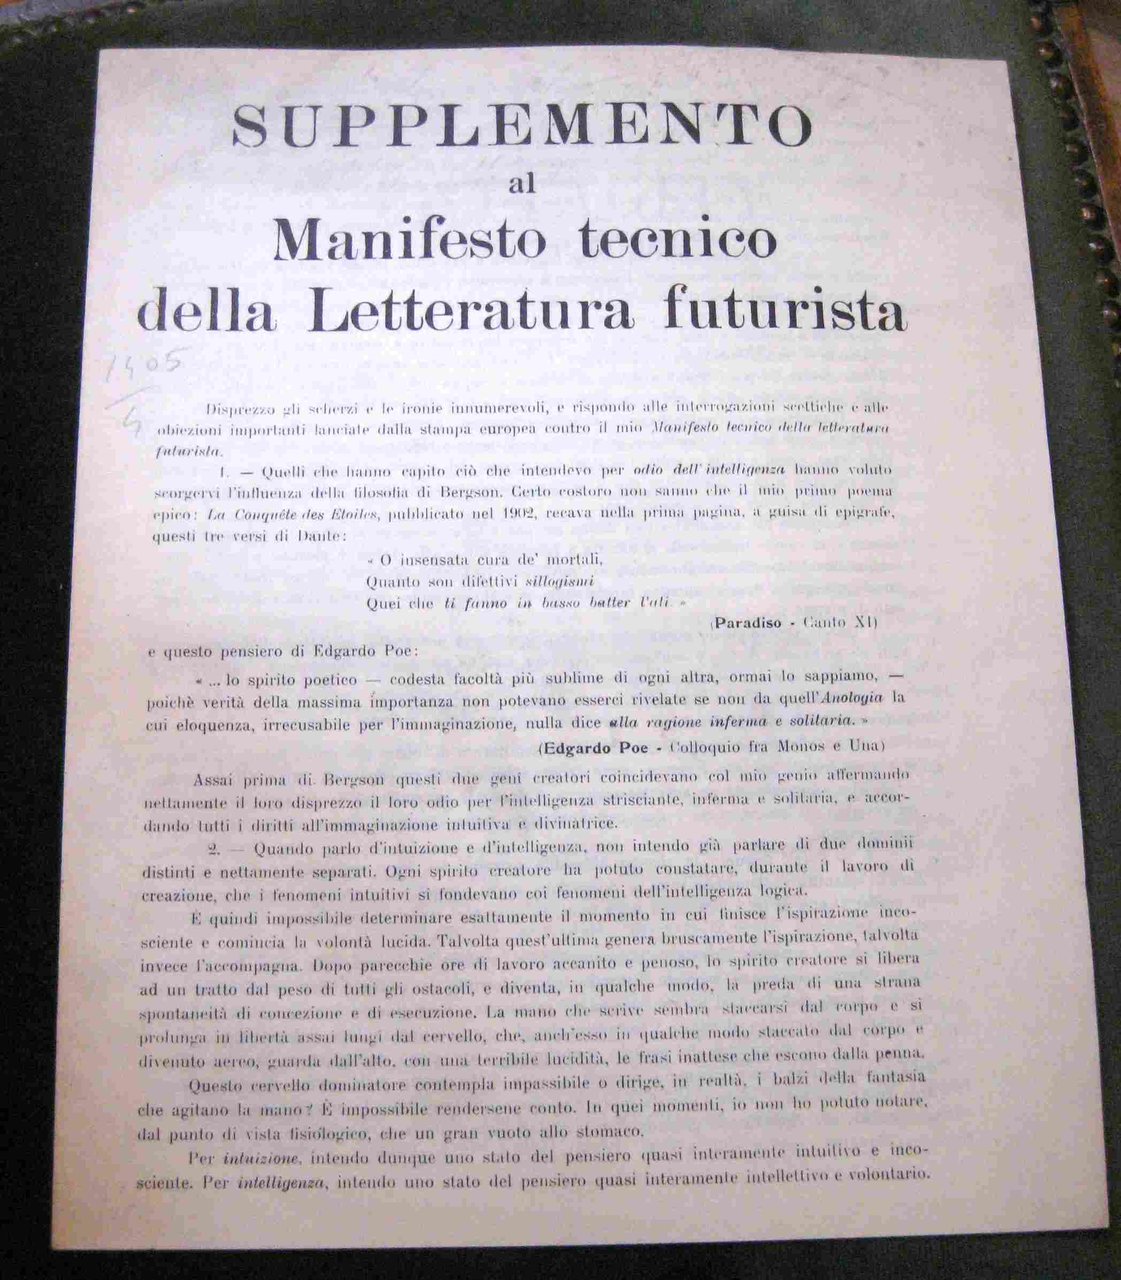 SUPPLEMENTO
al
Manifesto tecnico
della Letteratura futurista
1405
4
Disprezzo gli scherzi e le ironie innumerevoli, e rispondo alle interrogazioni scettiche e alle
obiezioni importanti lanciate dalla stampa europea contro il mio Manifesto tecnico della letteratura
futurista.
1. — Quelli che hanno capito ciò che intendevo per odio dell'intelligenza hanno voluto
scorgervi l'influenza della filosofia di Bergson. Certo costoro non sanno che il mio primo poema
epico: La Conquête des Etoiles, pubblicato nel 1902, recava nella prima pagina, a guisa di epigrafe,
questi tre versi di Dante:
« O insensata cura de' mortali,
Quanto son difettivi sillogismi
Quei che ti fanno in basso batter l'ali. »
(Paradiso - Canto XI)
e questo pensiero di Edgardo Poe:
« ... lo spirito poetico — codesta facoltà più sublime di ogni altra, ormai lo sappiamo, —
poichè verità della massima importanza non potevano esserci rivelate se non da quell'Anologia la
cui eloquenza, irrecusabile per l'immaginazione, nulla dice alla ragione inferma e solitaria. »
(Edgardo Poe - Colloquio fra Monos e Una)
Assai prima di Bergson questi due geni creatori coincidevano col mio genio affermando
nettamente il loro disprezzo il loro odio per l'intelligenza strisciante, inferma e solitaria, e accor-
dando tutti i diritti all'immaginazione intuitiva e divinatrice.
2. — Quando parlo d'intuizione e d'intelligenza, non intendo già parlare di due dominii
distinti e nettamente separati. Ogni spirito creatore ha potuto constatare, durante il lavoro di
creazione, che i fenomeni intuitivi si fondevano coi fenomeni dell'intelligenza logica.
È quindi impossibile determinare esattamente il momento in cui finisce l'ispirazione inco-
sciente e comincia la volontà lucida. Talvolta quest'ultima genera bruscamente l'ispirazione, talvolta
invece l'accompagna. Dopo parecchie ore di lavoro accanito e penoso, lo spirito creatore si libera
ad un tratto dal peso di tutti gli ostacoli, e diventa, in qualche modo, la preda di una strana
spontaneità di concezione e di esecuzione. La mano che scrive sembra staccarsi dal corpo e si
prolunga in libertà assai lungi dal cervello, che, anch'esso in qualche modo staccato dal corpo e
divenuto aereo, guarda dall'alto, con una terribile lucidità, le frasi inattese che escono dalla penna.
Questo cervello dominatore contempla impassibile o dirige, in realtà, i balzi della fantasia
che agitano la mano? È impossibile rendersene conto. In quei momenti, io non ho potuto notare,
dal punto di vista fisiologico, che un gran vuoto allo stomaco.
Per intuizione, intendo dunque uno stato del pensiero quasi interamente intuitivo e inco-
sciente. Per intelligenza, intendo uno stato del pensiero quasi interamente intellettivo e volontario.